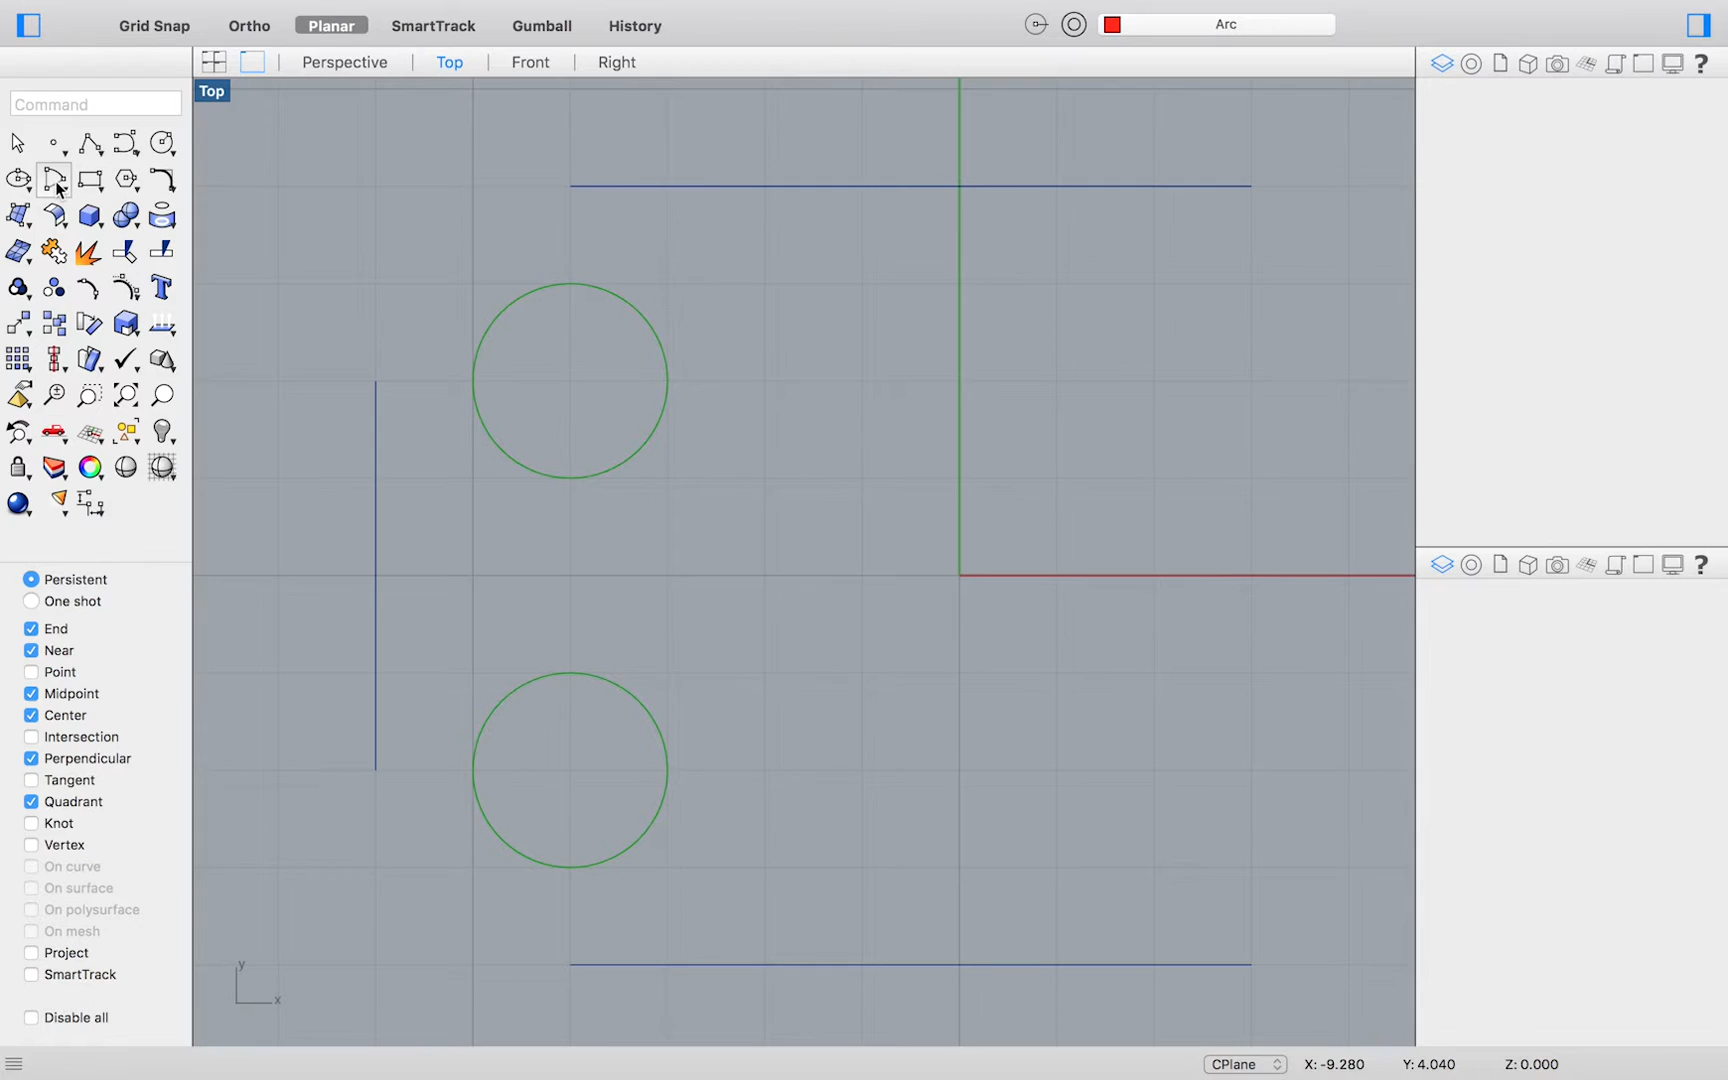 Grid Snap Ortho Planar SmartTrack Gumball History Arc
Perspective Top Front Right
Top
Command
Persistent
One shot
End
Near
Point
Midpoint
Center
Intersection
Perpendicular
Tangent
Quadrant
Knot
Vertex
On curve
On surface
On polysurface
On mesh
Project
SmartTrack
Disable all
y
x
CPlane X: -9.280 Y: 4.040 Z: 0.000